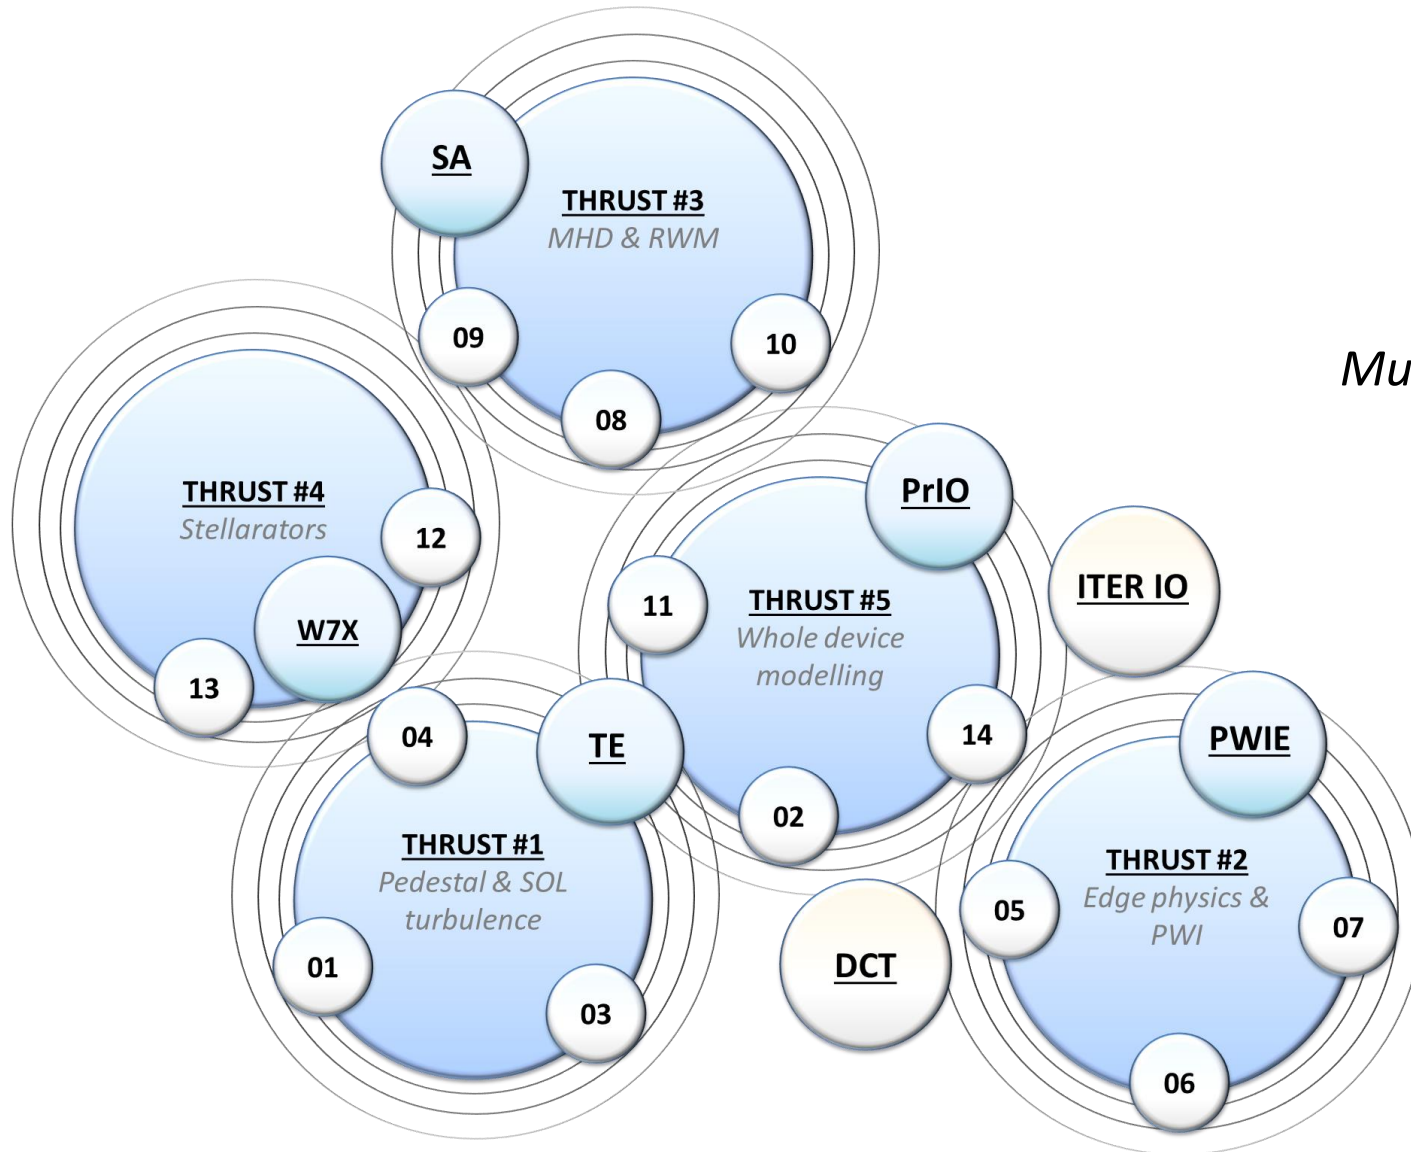 SA
THRUST #3
MHD & RWM
09
10
08
Mu
THRUST #4
Stellarators
12
W7X
13
PrIO
11
THRUST #5
Whole device
modelling
14
02
ITER IO
04
TE
THRUST #1
Pedestal & SOL
turbulence
01
03
DCT
PWIE
THRUST #2
Edge physics &
PWI
05
07
06